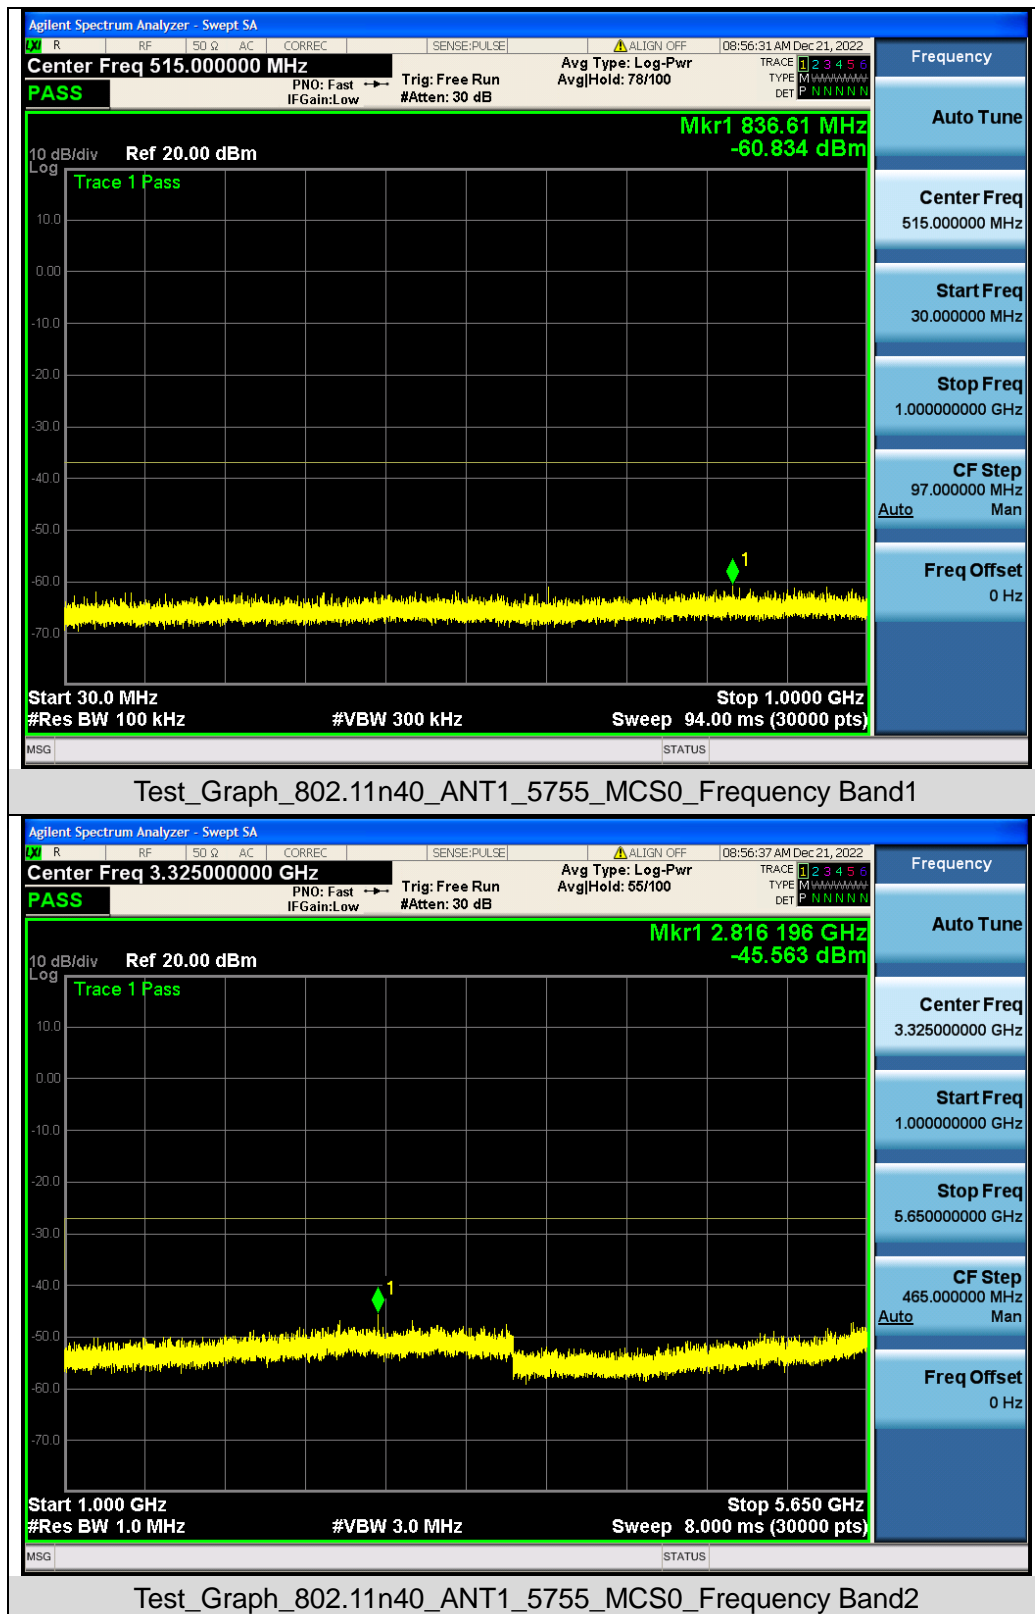 Agilent Spectrum Analyzer - Swept SA
LXI R RF 50 Ω AC CORREC SENSE:PULSE ALIGN OFF 08:56:31 AM Dec 21, 2022
Center Freq 515.000000 MHz
PASS
PNO: Fast
IFGain:Low
Trig: Free Run
#Atten: 30 dB
Avg Type: Log-Pwr
Avg|Hold: 78/100
TRACE 1 2 3 4 5 6
TYPE M
DET P N N N N N
Mkr1 836.61 MHz
-60.834 dBm
10 dB/div Ref 20.00 dBm
Log
Trace 1 Pass
10.0
0.00
-10.0
-20.0
-30.0
-40.0
-50.0
-60.0
-70.0
1
Start 30.0 MHz Stop 1.0000 GHz
#Res BW 100 kHz #VBW 300 kHz Sweep 94.00 ms (30000 pts)
MSG STATUS
Frequency
Auto Tune
Center Freq
515.000000 MHz
Start Freq
30.000000 MHz
Stop Freq
1.000000000 GHz
CF Step
97.000000 MHz
Auto Man
Freq Offset
0 Hz
Test_Graph_802.11n40_ANT1_5755_MCS0_Frequency Band1
Agilent Spectrum Analyzer - Swept SA
LXI R RF 50 Ω AC CORREC SENSE:PULSE ALIGN OFF 08:56:37 AM Dec 21, 2022
Center Freq 3.325000000 GHz
PASS
PNO: Fast
IFGain:Low
Trig: Free Run
#Atten: 30 dB
Avg Type: Log-Pwr
Avg|Hold: 55/100
TRACE 1 2 3 4 5 6
TYPE M
DET P N N N N N
Mkr1 2.816 196 GHz
-45.563 dBm
10 dB/div Ref 20.00 dBm
Log
Trace 1 Pass
10.0
0.00
-10.0
-20.0
-30.0
-40.0
-50.0
-60.0
-70.0
1
Start 1.000 GHz Stop 5.650 GHz
#Res BW 1.0 MHz #VBW 3.0 MHz Sweep 8.000 ms (30000 pts)
MSG STATUS
Frequency
Auto Tune
Center Freq
3.325000000 GHz
Start Freq
1.000000000 GHz
Stop Freq
5.650000000 GHz
CF Step
465.000000 MHz
Auto Man
Freq Offset
0 Hz
Test_Graph_802.11n40_ANT1_5755_MCS0_Frequency Band2